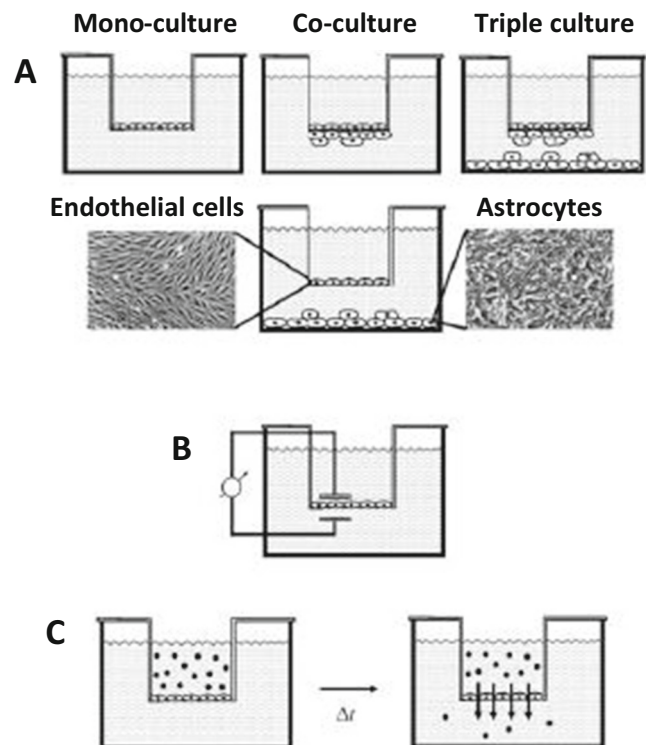 Mono-culture Co-culture Triple culture
A
Endothelial cells Astrocytes
B
C
Δt